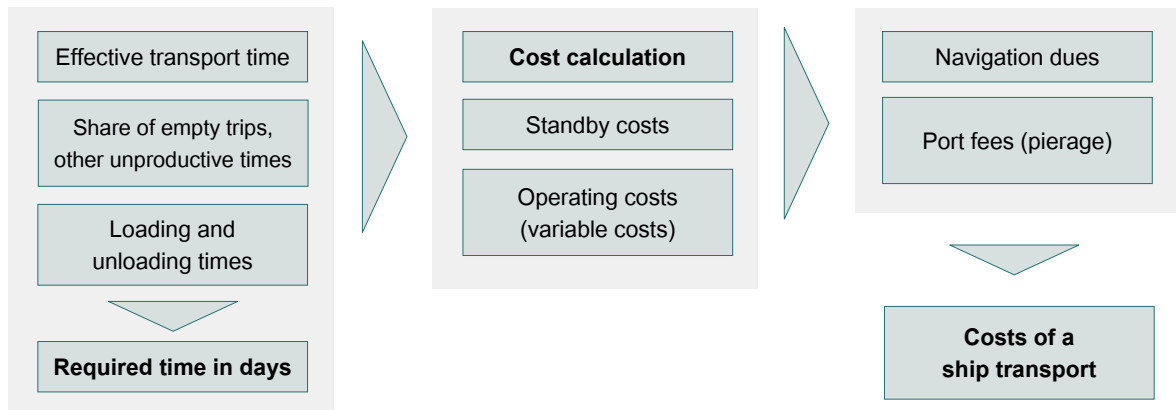 Effective transport time
Share of empty trips,
other unproductive times
Loading and
unloading times
Required time in days
Cost calculation
Standby costs
Operating costs
(variable costs)
Navigation dues
Port fees (pierage)
Costs of a
ship transport